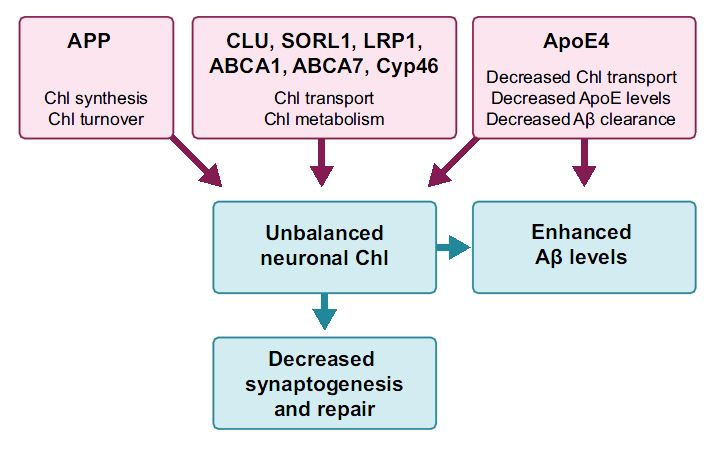 APP
Chl synthesis
Chl turnover
CLU, SORL1, LRP1,
ABCA1, ABCA7, Cyp46
Chl transport
Chl metabolism
ApoE4
Decreased Chl transport
Decreased ApoE levels
Decreased Aβ clearance
Unbalanced
neuronal Chl
Enhanced
Aβ levels
Decreased
synaptogenesis
and repair